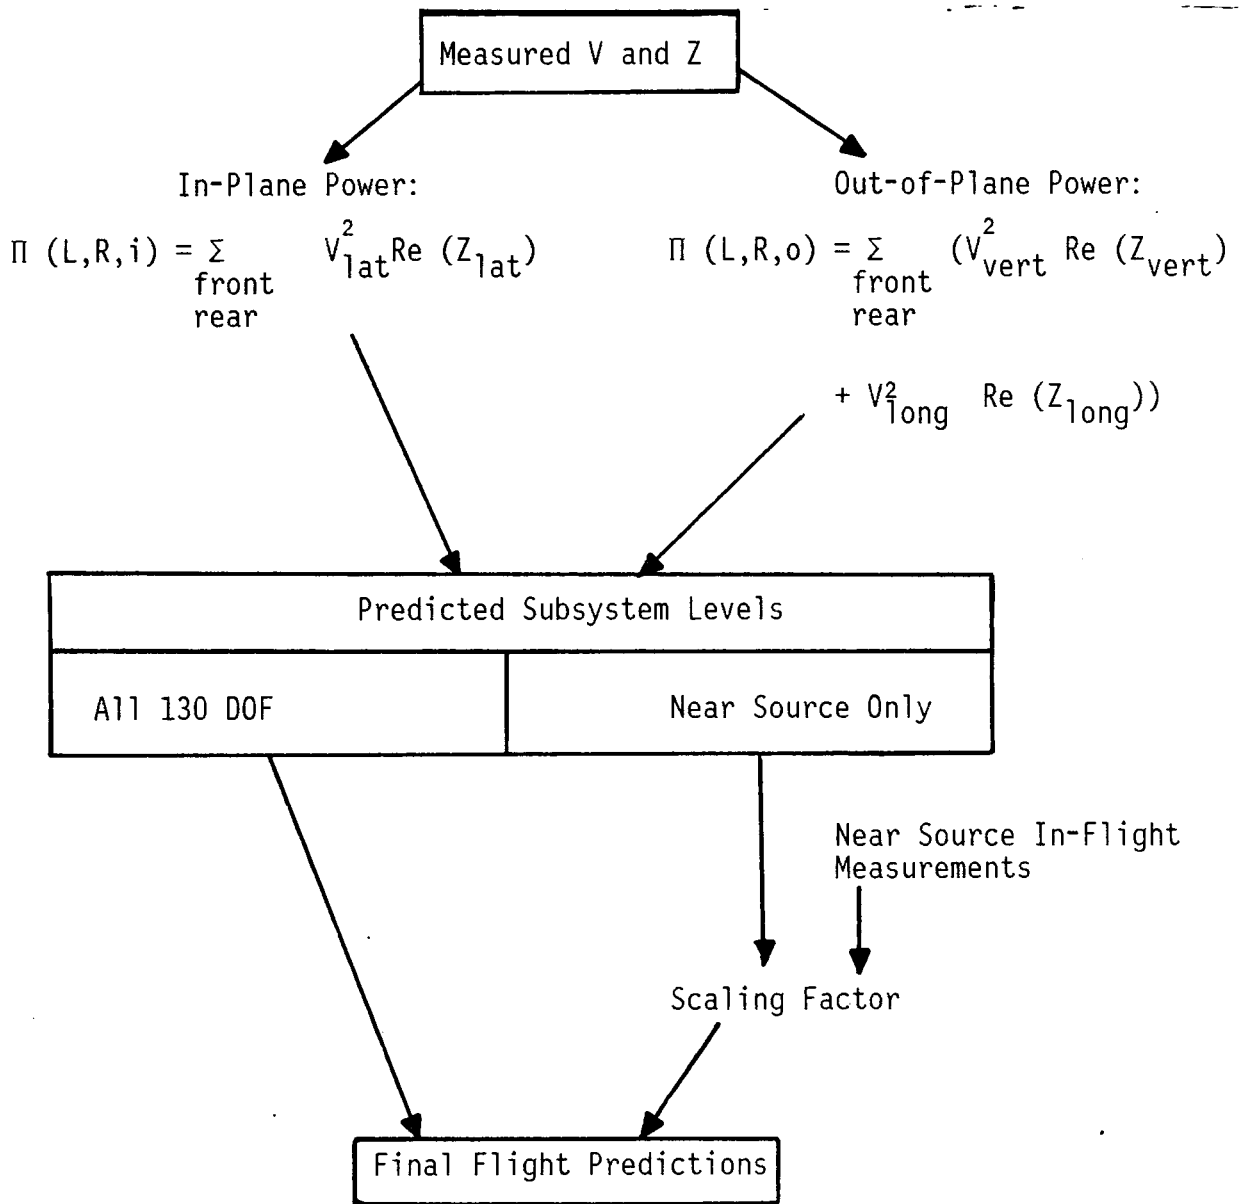 Measured V and Z
In-Plane Power:
Π (L,R,i) = Σ V²lat Re (Zlat)
front
rear
Out-of-Plane Power:
Π (L,R,o) = Σ (V²vert Re (Zvert)
front
rear
+ V²long Re (Zlong))
Predicted Subsystem Levels
All 130 DOF
Near Source Only
Near Source In-Flight
Measurements
Scaling Factor
Final Flight Predictions